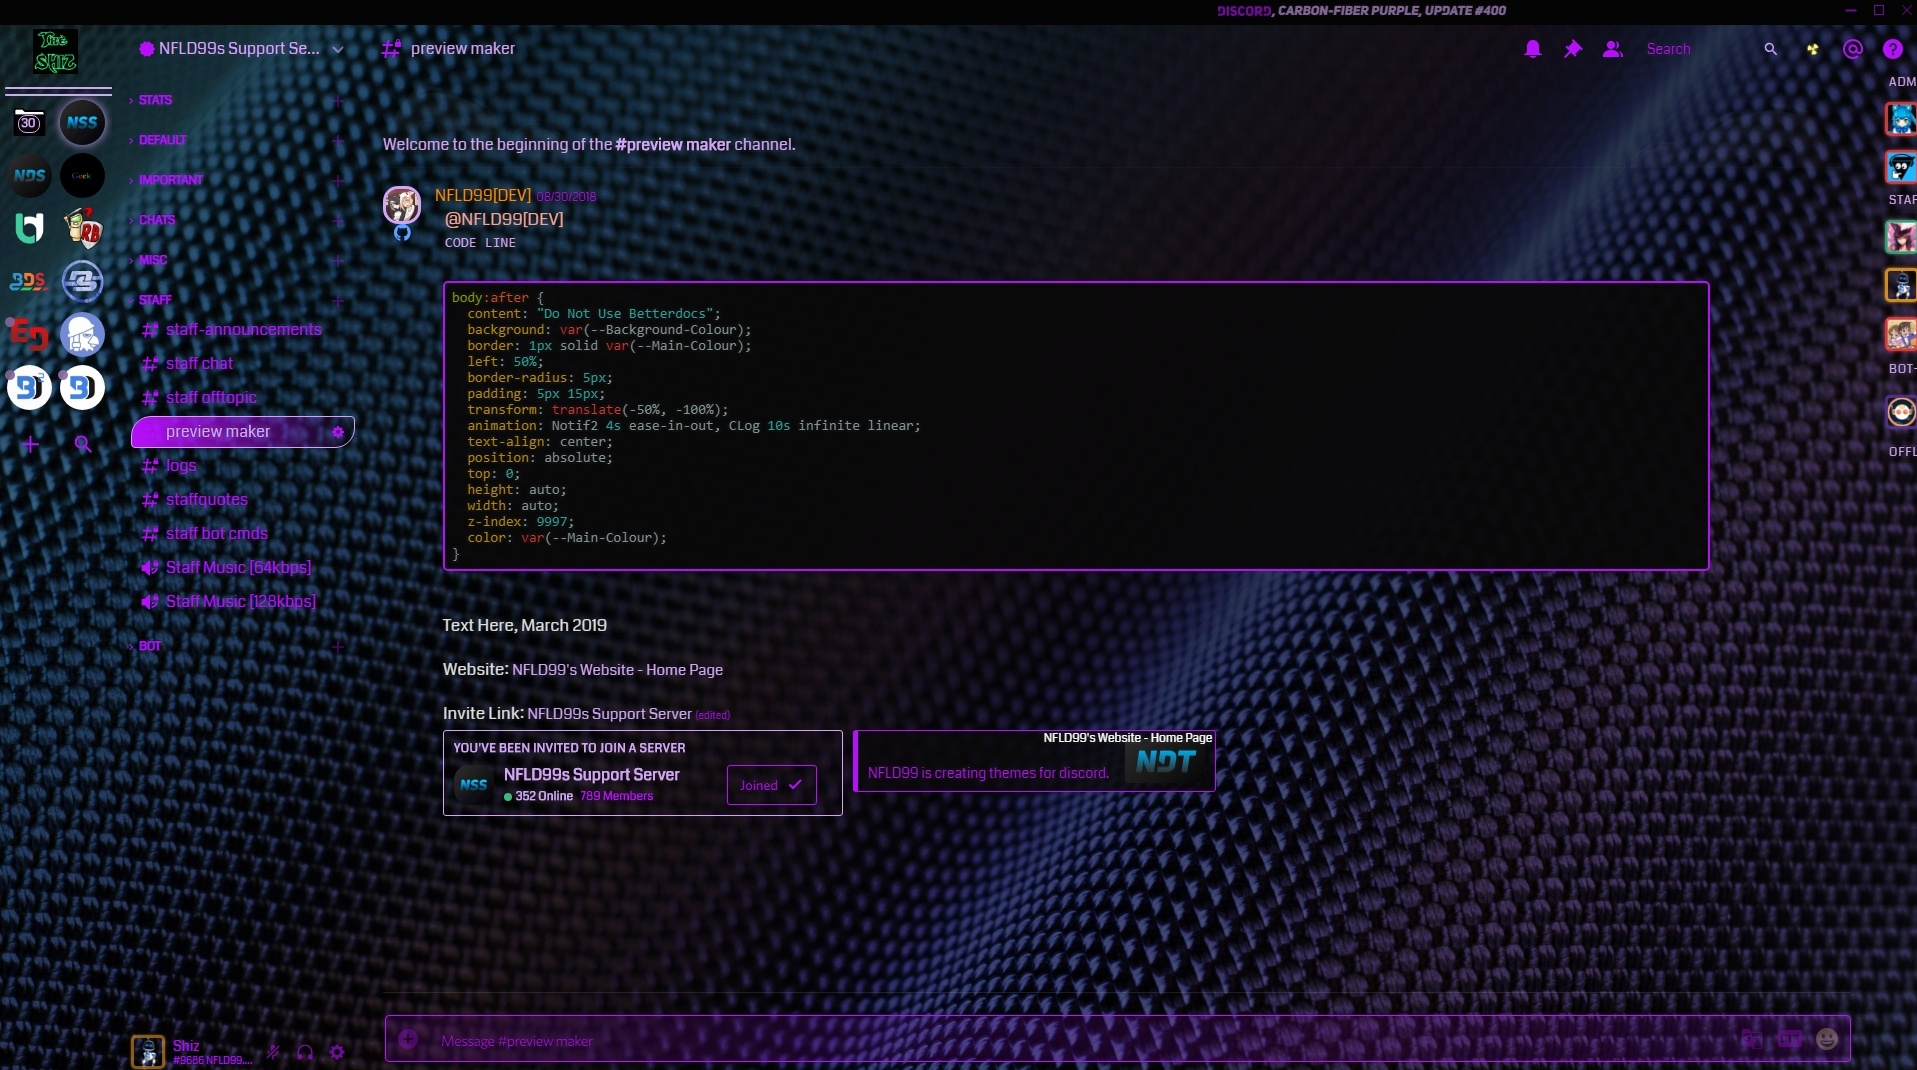 DISCORD, CARBON-FIBER PURPLE, UPDATE #400
The
SHIZ
NFLD99s Support Se...
preview maker
Search
30
NSS
NDS
Geek
RB
BDS
ED
STATS
DEFAULT
IMPORTANT
CHATS
MISC
STAFF
staff-announcements
staff chat
staff offtopic
preview maker
logs
staffquotes
staff bot cmds
Staff Music [64kbps]
Staff Music [128kbps]
BOT
Welcome to the beginning of the #preview maker channel.
NFLD99[DEV] 08/30/2018
@NFLD99[DEV]
CODE LINE
body:after {
content: "Do Not Use Betterdocs";
background: var(--Background-Colour);
border: 1px solid var(--Main-Colour);
left: 50%;
border-radius: 5px;
padding: 5px 15px;
transform: translate(-50%, -100%);
animation: Notif2 4s ease-in-out, CLog 10s infinite linear;
text-align: center;
position: absolute;
top: 0;
height: auto;
width: auto;
z-index: 9997;
color: var(--Main-Colour);
}
Text Here, March 2019
Website: NFLD99's Website - Home Page
Invite Link: NFLD99s Support Server (edited)
YOU'VE BEEN INVITED TO JOIN A SERVER
NSS
NFLD99s Support Server
352 Online 789 Members
Joined
NFLD99's Website - Home Page
NFLD99 is creating themes for discord.
NDT
ADM
STAF
BOT-
OFFL
Shiz
#9686 NFLD99....
Message #preview maker
GIF